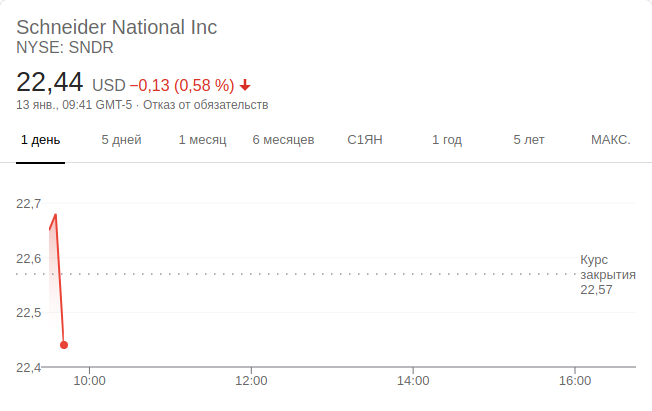 Schneider National Inc
NYSE: SNDR
22,44 USD −0,13 (0,58 %)
13 янв., 09:41 GMT-5 · Отказ от обязательств
1 день 5 дней 1 месяц 6 месяцев С1ЯН 1 год 5 лет МАКС.
22,7
22,6
Курс
закрытия
22,57
22,5
22,4
10:00 12:00 14:00 16:00